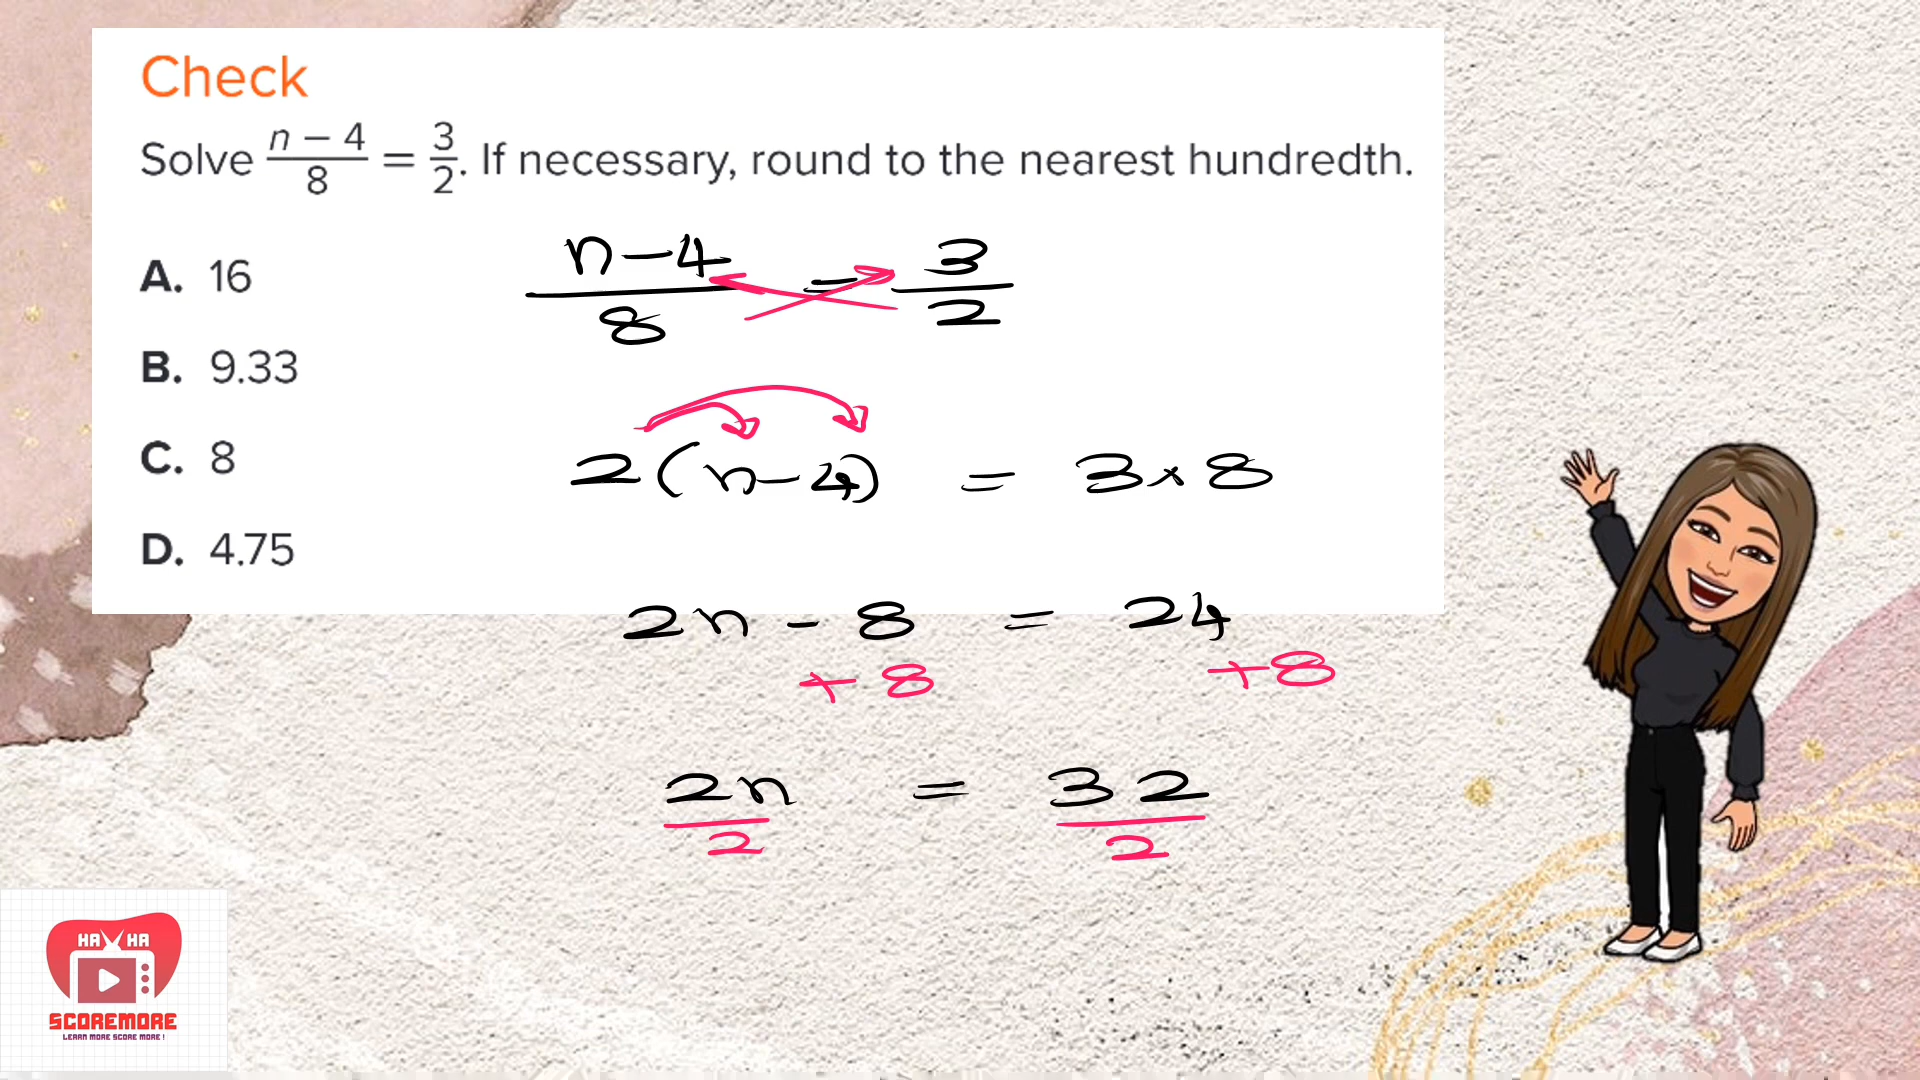 Check
Solve n – 4/8 = 3/2. If necessary, round to the nearest hundredth.
A. 16
B. 9.33
C. 8
D. 4.75
n-4/8 = 3/2
2(n-4) = 3×8
2n - 8 = 24
+8 +8
2n/2 = 32/2
HA HA
SCOREMORE
LEARN MORE SCORE MORE !